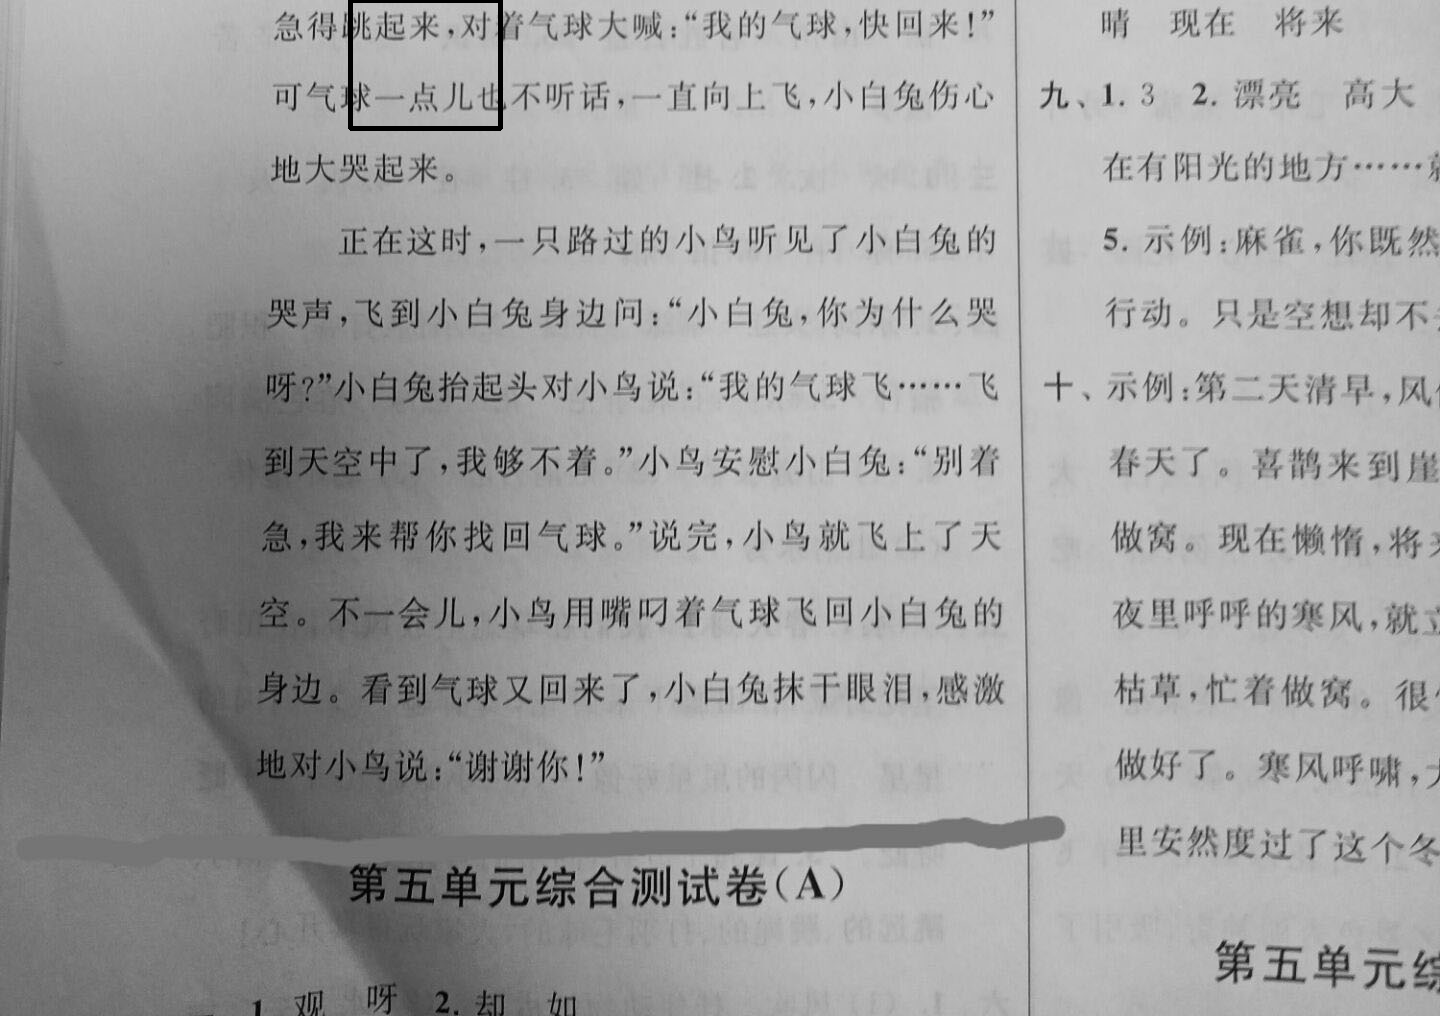 急得跳起来,对着气球大喊:“我的气球,快回来!”
可气球一点儿也不听话,一直向上飞,小白兔伤心
地大哭起来。
正在这时,一只路过的小鸟听见了小白兔的
哭声,飞到小白兔身边问:“小白兔,你为什么哭
呀?”小白兔抬起头对小鸟说:“我的气球飞……飞
到天空中了,我够不着。”小鸟安慰小白兔:“别着
急,我来帮你找回气球。”说完,小鸟就飞上了天
空。不一会儿,小鸟用嘴叼着气球飞回小白兔的
身边。看到气球又回来了,小白兔抹干眼泪,感激
地对小鸟说:“谢谢你!”
第五单元综合测试卷(A)
1. 观 呀 2. 却 如
晴 现在 将来
九、1. 3 2. 漂亮 高大
在有阳光的地方……
5. 示例:麻雀,你既然
行动。只是空想却不
十、示例:第二天清早,风
春天了。喜鹊来到崖
做窝。现在懒惰,将
夜里呼呼的寒风,就立
枯草,忙着做窝。很
做好了。寒风呼啸,
里安然度过了这个冬
第五单元综